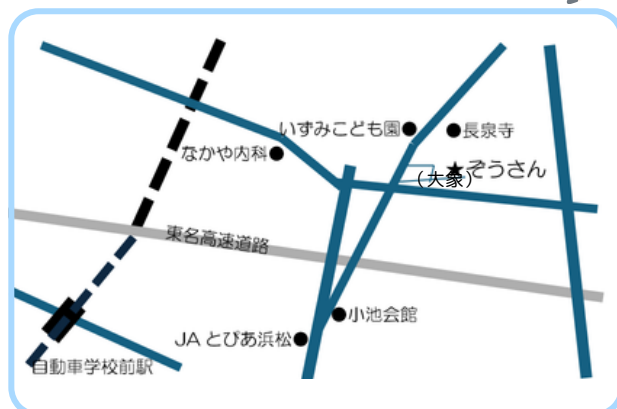 いずみこども園
長泉寺
なかや内科
ぞうさん
（大象）
東名高速道路
小池会館
JA とぴあ浜松
自動車学校前駅